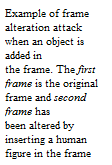 Example of frame
alteration attack
when an object is
added in
the frame. The first
frame is the original
frame and second
frame has
been altered by
inserting a human
figure in the frame